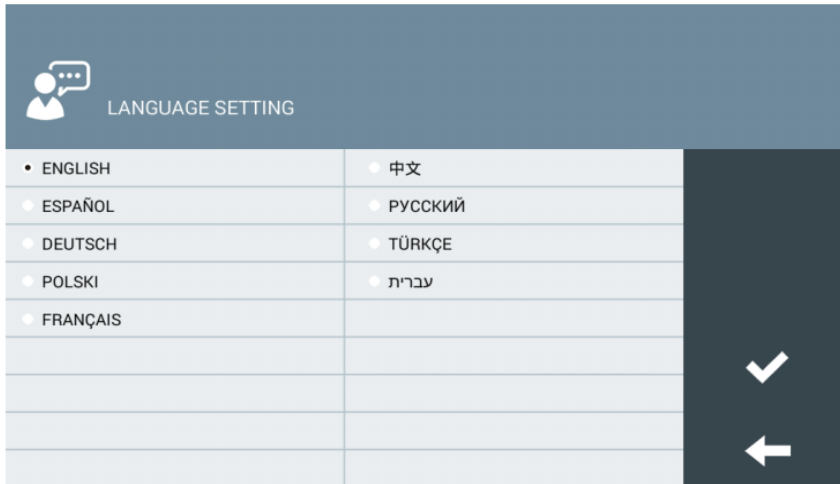 LANGUAGE SETTING
ENGLISH
ESPAÑOL
DEUTSCH
POLSKI
FRANÇAIS
中文
РУССКИЙ
TÜRKÇE
עברית